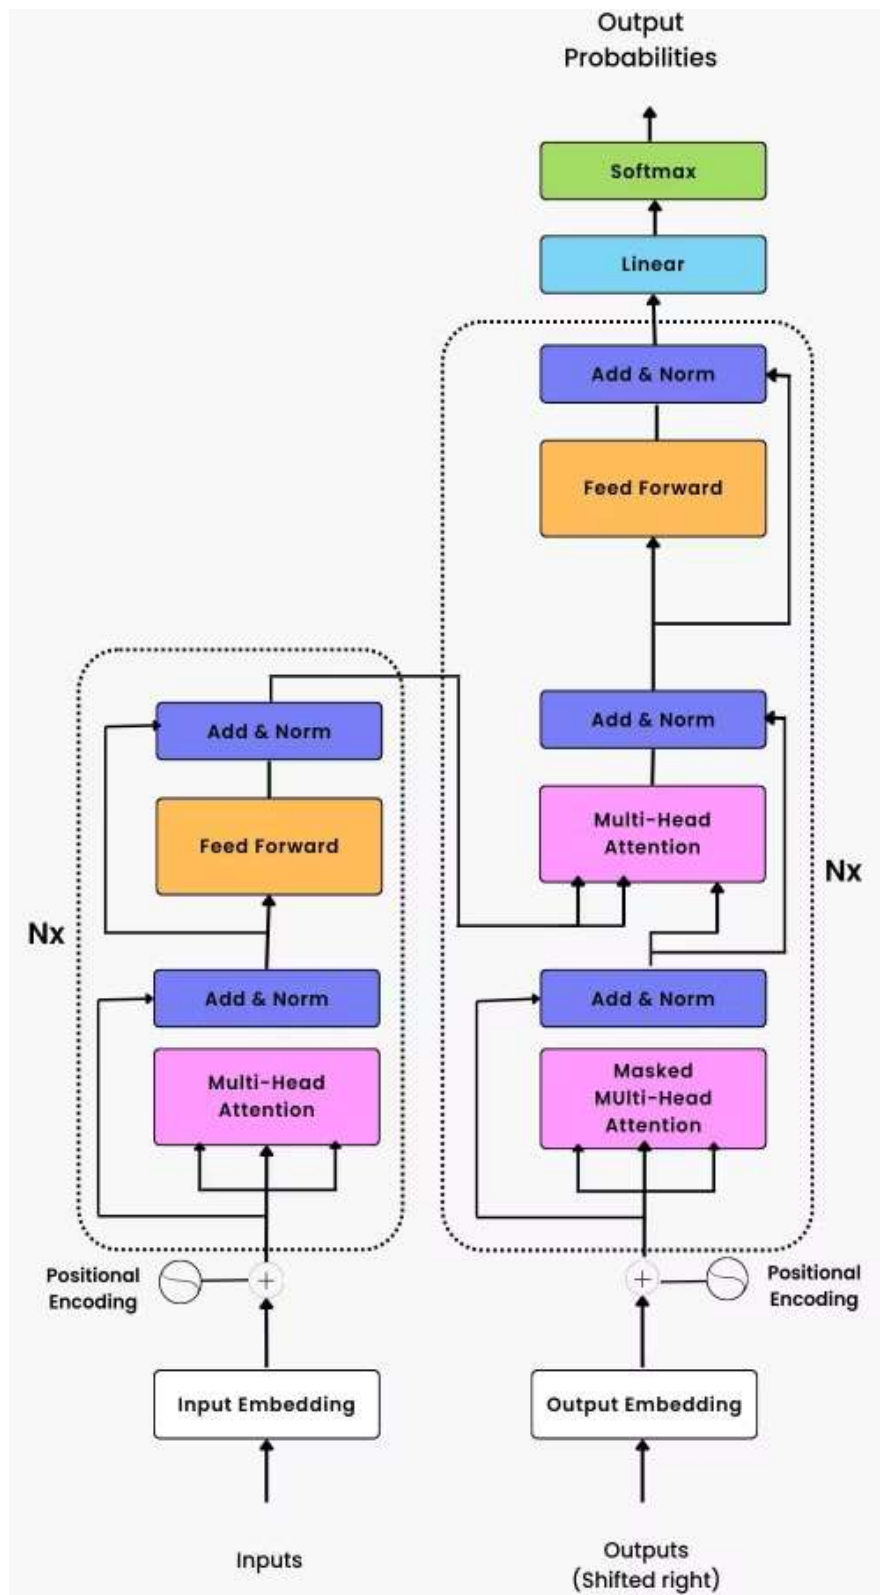 Output
Probabilities
Softmax
Linear
Add & Norm
Feed Forward
Add & Norm
Multi-Head
Attention
Nx
Add & Norm
Masked
MUlti-Head
Attention
Add & Norm
Feed Forward
Nx
Add & Norm
Multi-Head
Attention
Positional
Encoding
+
Input Embedding
Inputs
+
Positional
Encoding
Output Embedding
Outputs
(Shifted right)